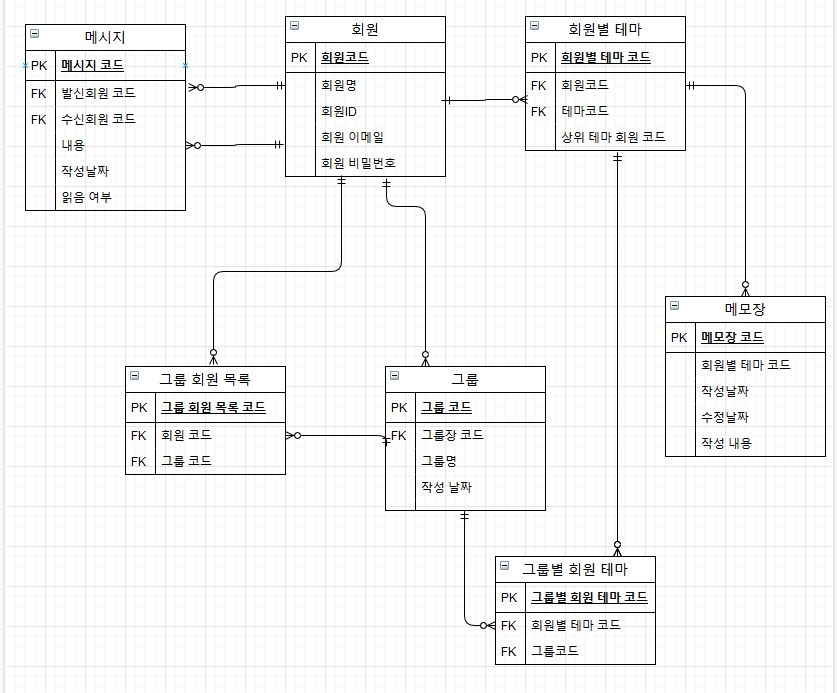 메시지
PK 메시지 코드
FK 발신회원 코드
FK 수신회원 코드
내용
작성날짜
읽음 여부
회원
PK 회원코드
회원명
회원ID
회원 이메일
회원 비밀번호
회원별 테마
PK 회원별 테마 코드
FK 회원코드
FK 테마코드
상위 테마 회원 코드
메모장
PK 메모장 코드
회원별 테마 코드
작성날짜
수정날짜
작성 내용
그룹 회원 목록
PK 그룹 회원 목록 코드
FK 회원 코드
FK 그룹 코드
그룹
PK 그룹 코드
FK 그룹장 코드
그룹명
작성 날짜
그룹별 회원 테마
PK 그룹별 회원 테마 코드
FK 회원별 테마 코드
FK 그룹코드